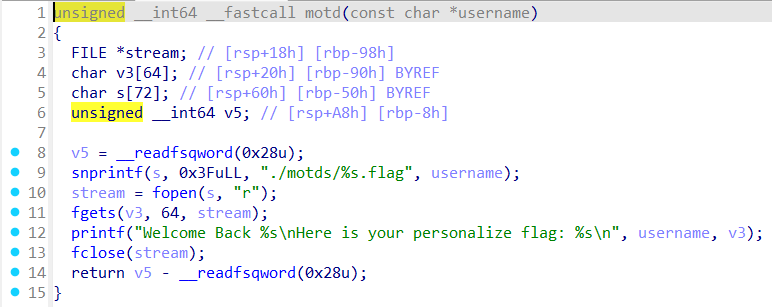 1 unsigned __int64 __fastcall motd(const char *username)
2 {
3 FILE *stream; // [rsp+18h] [rbp-98h]
4 char v3[64]; // [rsp+20h] [rbp-90h] BYREF
5 char s[72]; // [rsp+60h] [rbp-50h] BYREF
6 unsigned __int64 v5; // [rsp+A8h] [rbp-8h]
7
8 v5 = __readfsqword(0x28u);
9 snprintf(s, 0x3FuLL, "./motds/%s.flag", username);
10 stream = fopen(s, "r");
11 fgets(v3, 64, stream);
12 printf("Welcome Back %s\nHere is your personalize flag: %s\n", username, v3);
13 fclose(stream);
14 return v5 - __readfsqword(0x28u);
15 }